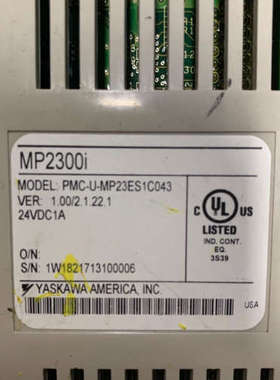 MP2300i
MODEL: PMC-U-MP23ES1C043
VER: 1.00/2.1.22.1
24VDC1A
C UL US
LISTED
IND. CONT.
EQ.
3S39
O/N:
S/N: 1W1821713100006
YASKAWA AMERICA, INC.
USA